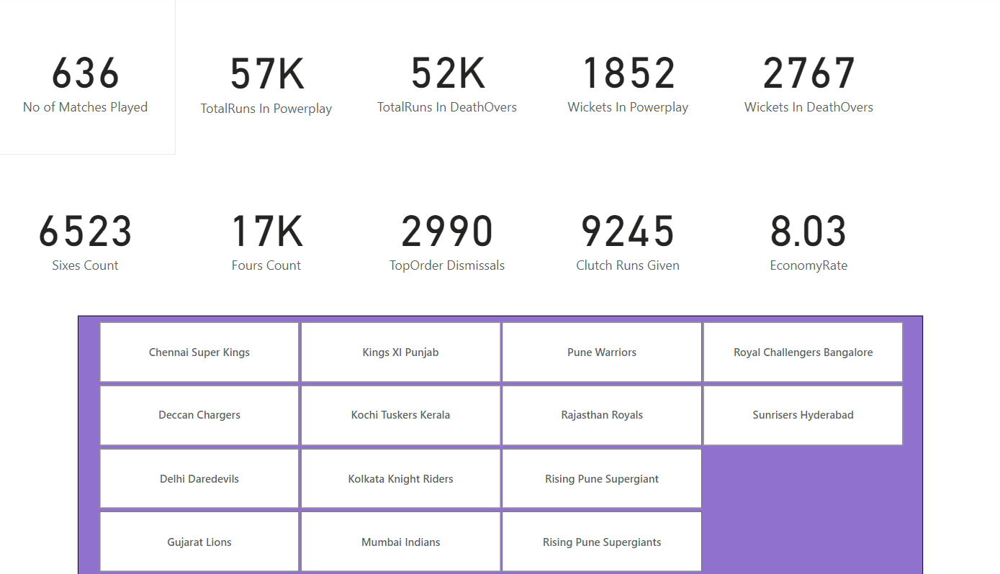 636 57K 52K 1852 2767
No of Matches Played TotalRuns In Powerplay TotalRuns In DeathOvers Wickets In Powerplay Wickets In DeathOvers
6523 17K 2990 9245 8.03
Sixes Count Fours Count TopOrder Dismissals Clutch Runs Given EconomyRate
Chennai Super Kings Kings XI Punjab Pune Warriors Royal Challengers Bangalore
Deccan Chargers Kochi Tuskers Kerala Rajasthan Royals Sunrisers Hyderabad
Delhi Daredevils Kolkata Knight Riders Rising Pune Supergiant
Gujarat Lions Mumbai Indians Rising Pune Supergiants